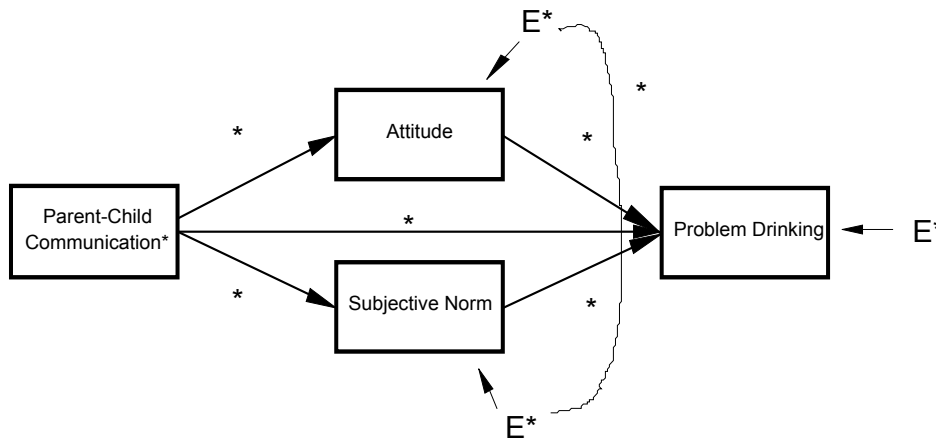 E*
*
*
Attitude
*
Parent-Child
Communication*
*
Problem Drinking
E*
*
Subjective Norm
*
E*